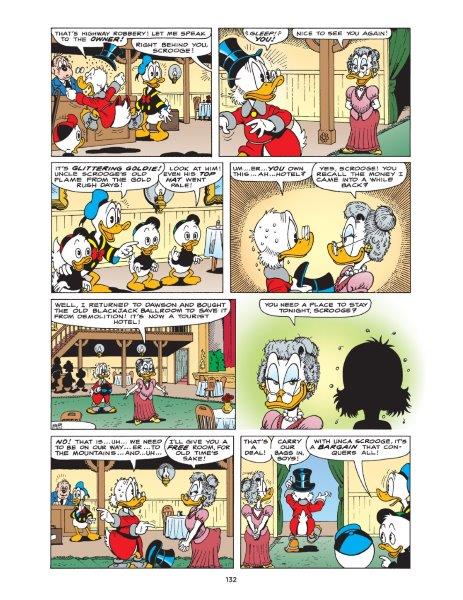 THAT'S HIGHWAY ROBBERY! LET ME SPEAK
TO THE OWNER!
RIGHT BEHIND YOU,
SCROOGE!
GLEEP!?
YOU!
NICE TO SEE YOU AGAIN!
IT'S GLITTERING GOLDIE!
UNCLE SCROOGE'S OLD
FLAME FROM THE GOLD
RUSH DAYS!
LOOK AT HIM!
EVEN HIS TOP
HAT WENT
PALE!
UM...ER...YOU OWN
THIS...AH...HOTEL?
YES, SCROOGE! YOU
RECALL THE MONEY I
CAME INTO A WHILE
BACK?
WELL, I RETURNED TO DAWSON AND BOUGHT
THE OLD BLACKJACK BALLROOM TO SAVE IT
FROM DEMOLITION! IT'S NOW A TOURIST
HOTEL!
YOU NEED A PLACE TO STAY
TONIGHT, SCROOGE?
NO! THAT IS...UH... WE NEED
TO BE ON OUR WAY...ER...TO
THE MOUNTAINS...AND...UH...
I'LL GIVE YOU A
FREE ROOM, FOR
OLD TIME'S
SAKE!
THAT'S A
DEAL!
CARRY
OUR
BAGS IN,
BOYS!
WITH UNCA SCROOGE, IT'S
A BARGAIN THAT CON-
QUERS ALL!
132